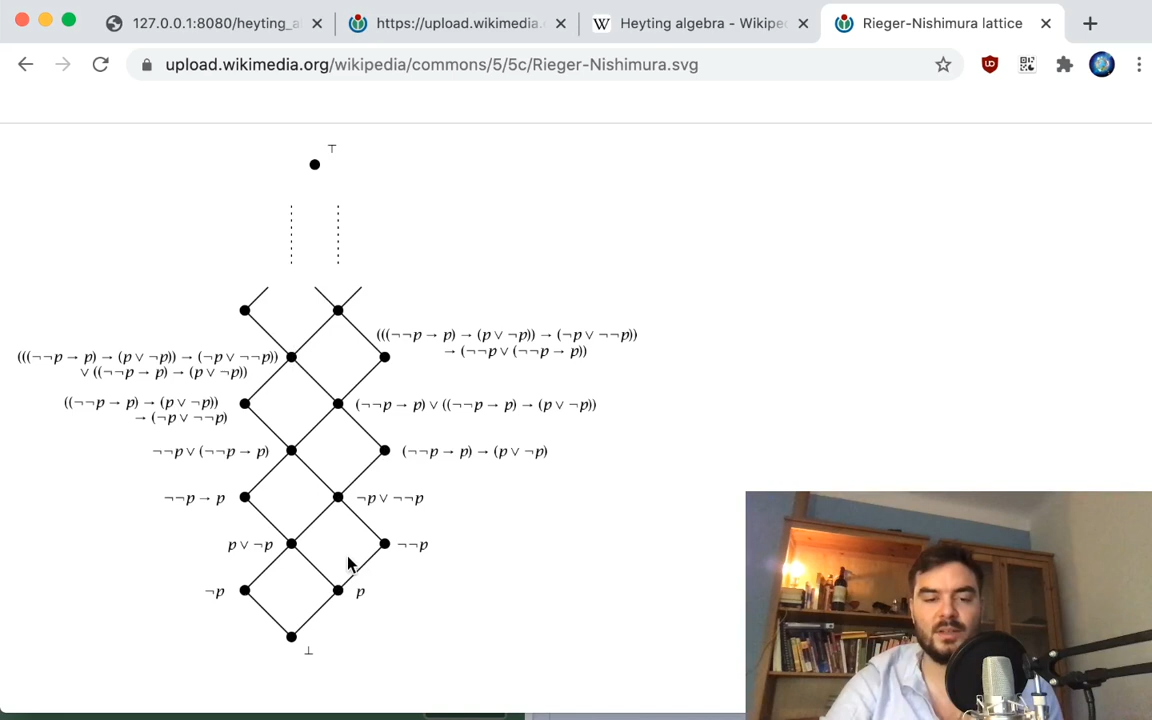 127.0.0.1:8080/heyting_a
https://upload.wikimedia.
Heyting algebra - Wikipe
Rieger-Nishimura lattice
upload.wikimedia.org/wikipedia/commons/5/5c/Rieger-Nishimura.svg
⊤
(((¬¬p → p) → (p ∨ ¬p)) → (¬p ∨ ¬¬p))
→ (¬¬p ∨ (¬¬p → p))
(((¬¬p → p) → (p ∨ ¬p)) → (¬p ∨ ¬¬p))
∨ ((¬¬p → p) → (p ∨ ¬p))
((¬¬p → p) → (p ∨ ¬p))
→ (¬p ∨ ¬¬p)
(¬¬p → p) ∨ ((¬¬p → p) → (p ∨ ¬p))
¬¬p ∨ (¬¬p → p)
(¬¬p → p) → (p ∨ ¬p)
¬¬p → p
¬p ∨ ¬¬p
p ∨ ¬p
¬¬p
¬p
p
⊥